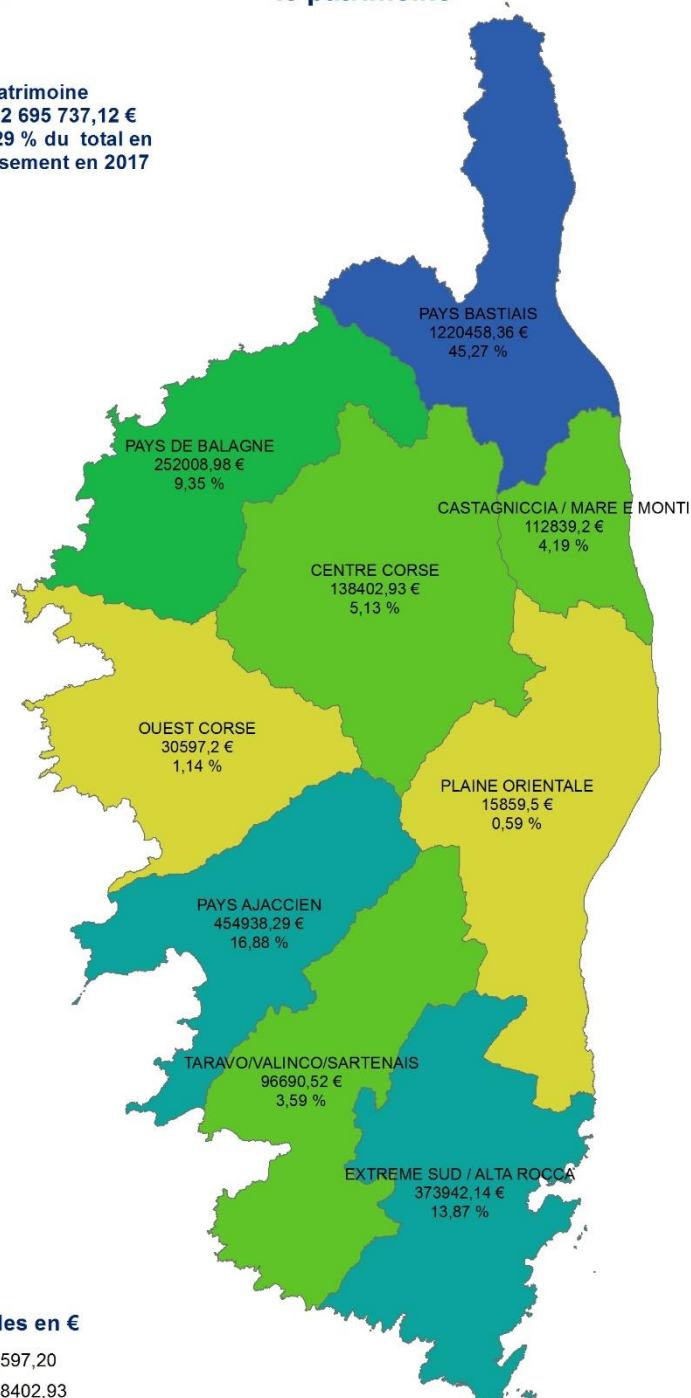 le patrimoine
atrimoine
2 695 737,12 €
29 % du total en
sement en 2017
PAYS BASTIAIS
1220458,36 €
45,27 %
PAYS DE BALAGNE
252008,98 €
9,35 %
CASTAGNICCIA / MARE E MONTI
112839,2 €
4,19 %
CENTRE CORSE
138402,93 €
5,13 %
OUEST CORSE
30597,2 €
1,14 %
PLAINE ORIENTALE
15859,5 €
0,59 %
PAYS AJACCIEN
454938,29 €
16,88 %
TARAVO/VALINCO/SARTENAIS
96690,52 €
3,59 %
EXTREME SUD / ALTA ROCCA
373942,14 €
13,87 %
les en €
597,20
8402,93